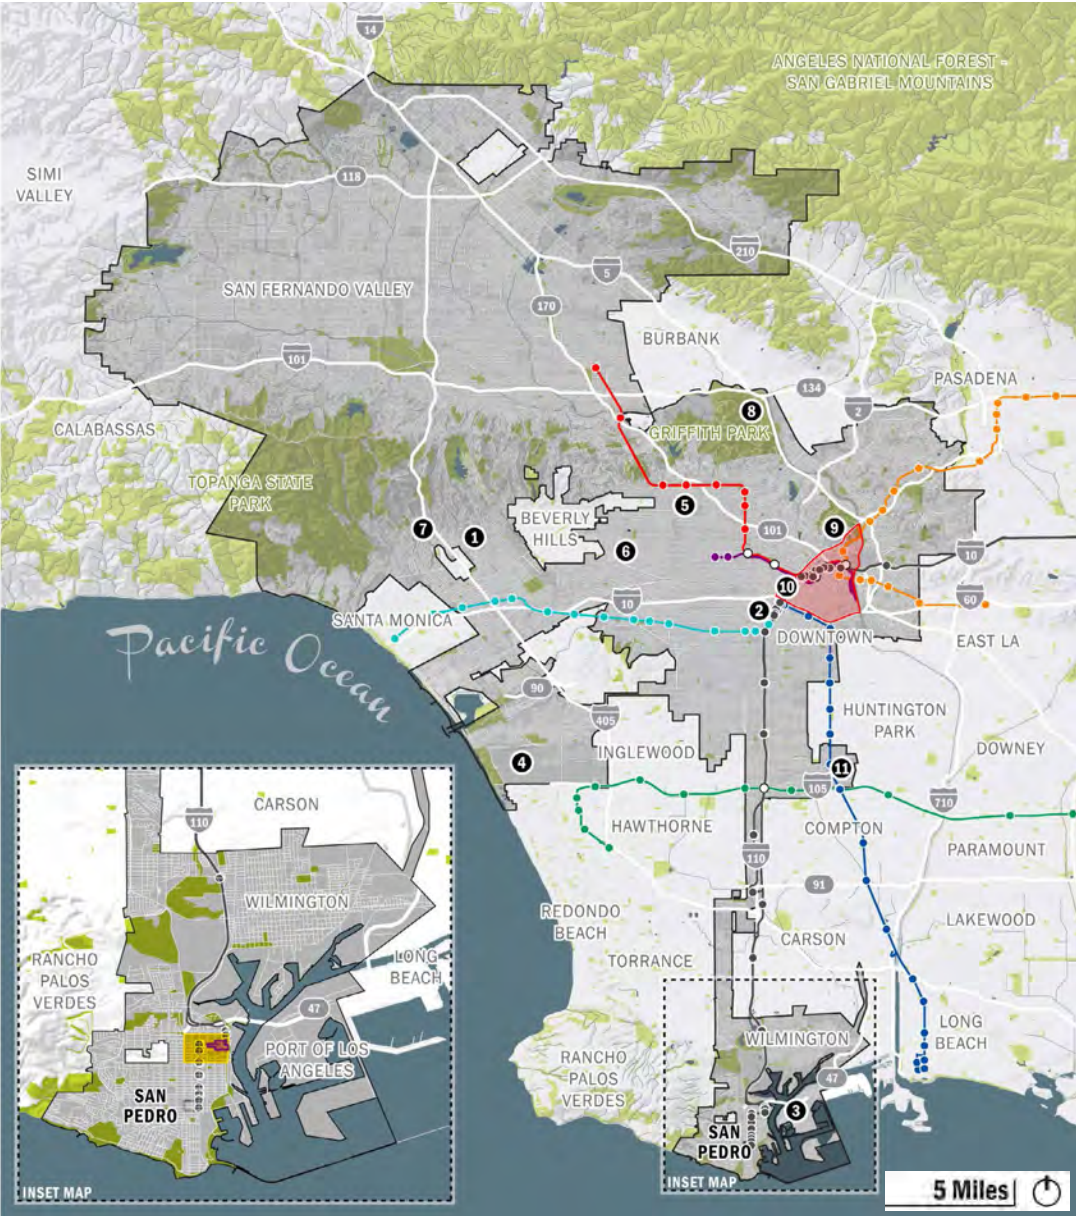 14
ANGELES NATIONAL FOREST -
SAN GABRIEL MOUNTAINS
SIMI
VALLEY
118
210
5
SAN FERNANDO VALLEY
170
BURBANK
101
134
PASADENA
2
8
CALABASSAS
GRIFFITH PARK
TOPANGA STATE
PARK
BEVERLY
HILLS
5
7
1
6
101
9
10
10
60
10
2
SANTA MONICA
DOWNTOWN
EAST LA
Pacific Ocean
90
405
HUNTINGTON
PARK
INGLEWOOD
DOWNEY
4
11
105
710
HAWTHORNE
COMPTON
110
PARAMOUNT
91
REDONDO
BEACH
LAKEWOOD
CARSON
TORRANCE
LONG
BEACH
WILMINGTON
RANCHO
PALOS
VERDES
47
3
SAN
PEDRO
INSET MAP
5 Miles
CARSON
110
WILMINGTON
RANCHO
PALOS
VERDES
LONG
BEACH
47
PORT OF LOS
ANGELES
SAN
PEDRO
INSET MAP